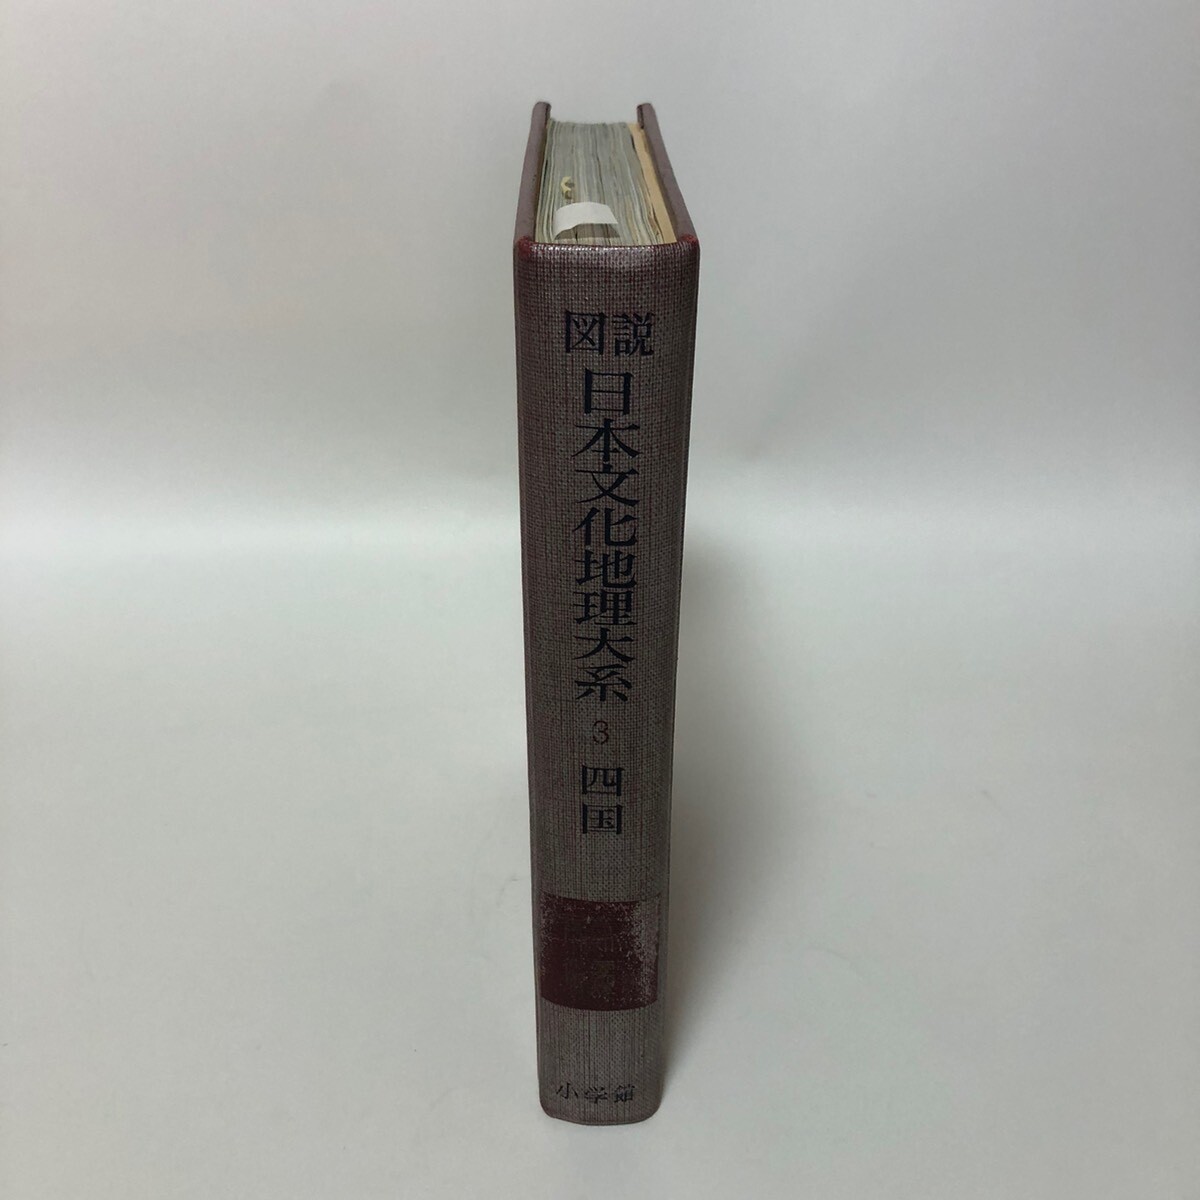 図説
日本文化地理大系
3
四国
小学館